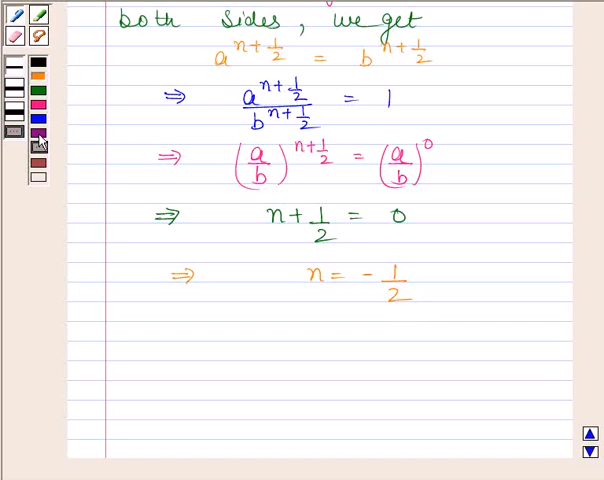 both sides, we get
a^{n+1/2} = b^{n+1/2}
⇒ a^{n+1/2}/b^{n+1/2} = 1
⇒ (a/b)^{n+1/2} = (a/b)^0
⇒ n + 1/2 = 0
⇒ n = - 1/2